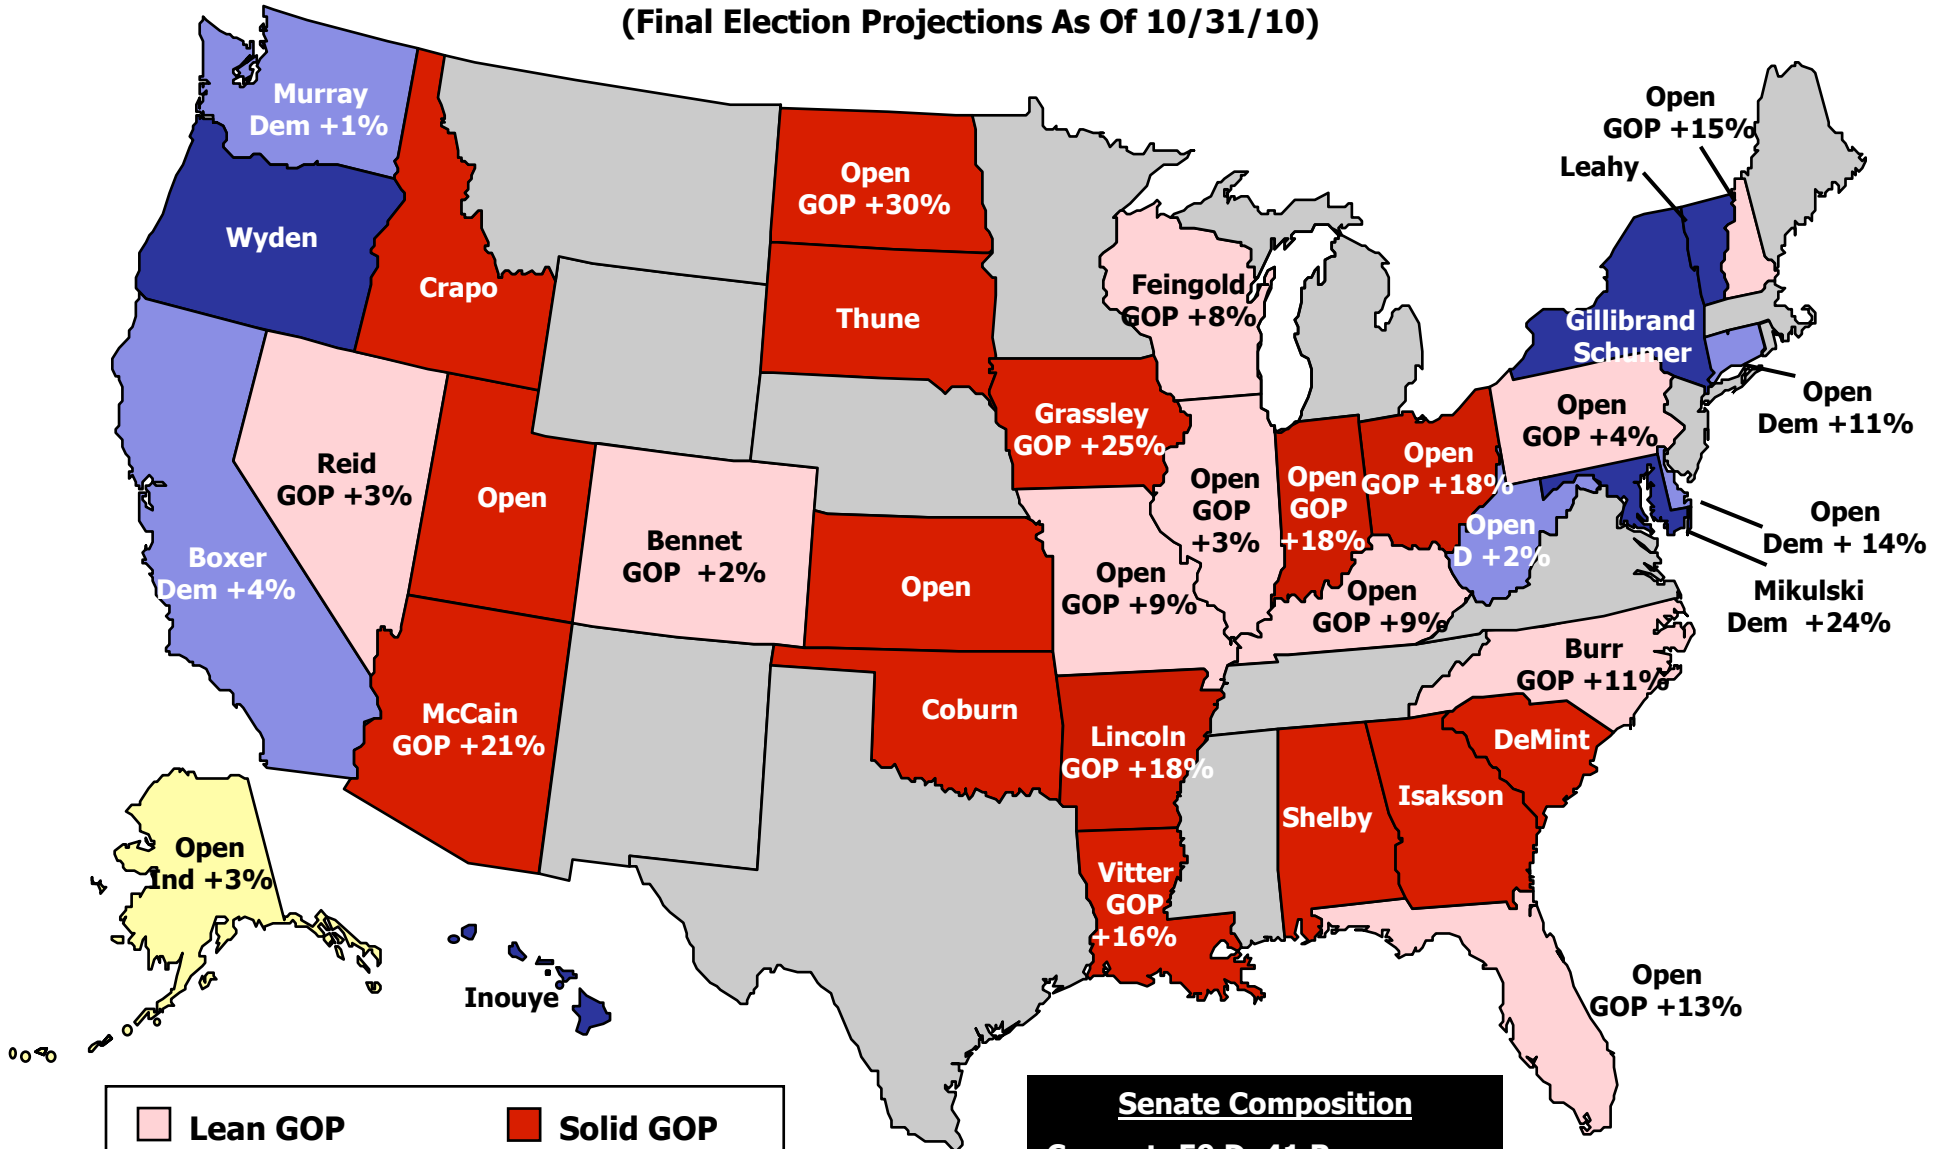 (Final Election Projections As Of 10/31/10)
Murray
Dem +1%
Wyden
Crapo
Open
GOP +30%
Thune
Feingold
GOP +8%
Open
GOP +15%
Leahy
Gillibrand
Schumer
Open
Dem +11%
Grassley
GOP +25%
Open
GOP +4%
Reid
GOP +3%
Open
Bennet
GOP +2%
Open
Open
GOP +9%
Open
GOP
+3%
Open
GOP
+18%
Open
GOP +18%
Open
D +2%
Open
Dem + 14%
Mikulski
Dem +24%
Boxer
Dem +4%
Open
GOP +9%
Burr
GOP +11%
McCain
GOP +21%
Coburn
Lincoln
GOP +18%
DeMint
Isakson
Shelby
Vitter
GOP
+16%
Open
Ind +3%
Inouye
Open
GOP +13%
Lean GOP
Solid GOP
Senate Composition